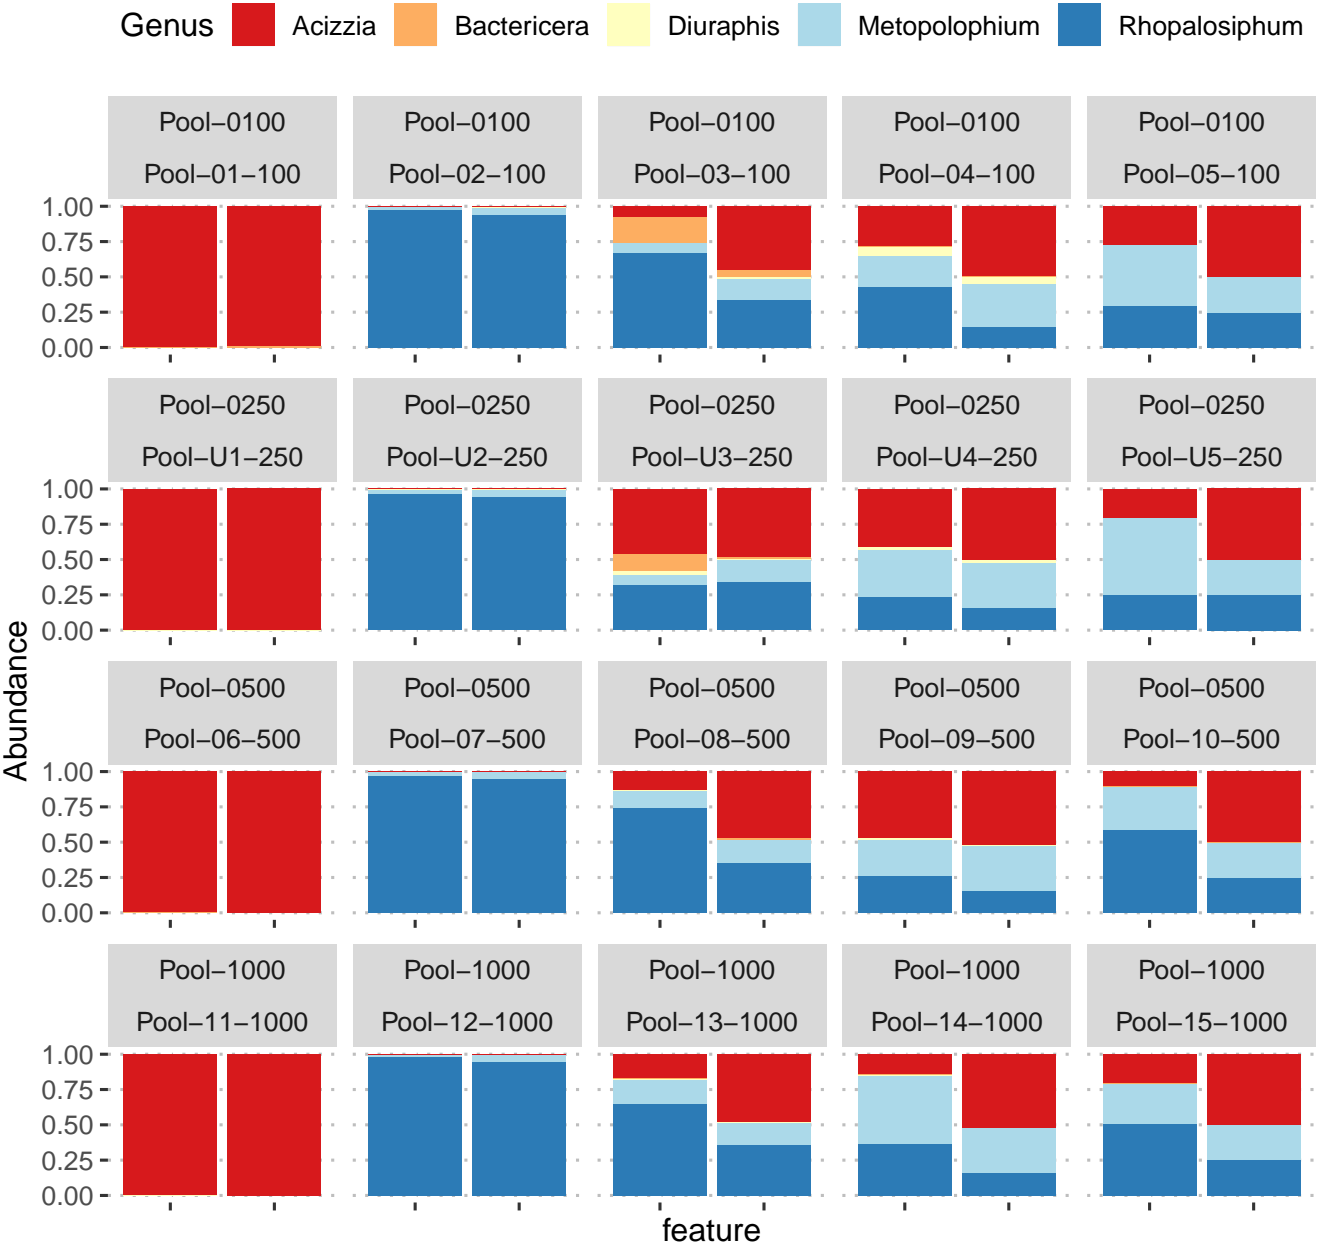 Genus Acizzia Bactericera Diuraphis Metopolophium Rhopalosiphum
Pool−0100 Pool−0100 Pool−0100 Pool−0100 Pool−0100
Pool−01−100 Pool−02−100 Pool−03−100 Pool−04−100 Pool−05−100
1.00
0.75
0.50
0.25
0.00
Pool−0250 Pool−0250 Pool−0250 Pool−0250 Pool−0250
Pool−U1−250 Pool−U2−250 Pool−U3−250 Pool−U4−250 Pool−U5−250
1.00
0.75
0.50
0.25
0.00
Abundance
Pool−0500 Pool−0500 Pool−0500 Pool−0500 Pool−0500
Pool−06−500 Pool−07−500 Pool−08−500 Pool−09−500 Pool−10−500
1.00
0.75
0.50
0.25
0.00
Pool−1000 Pool−1000 Pool−1000 Pool−1000 Pool−1000
Pool−11−1000 Pool−12−1000 Pool−13−1000 Pool−14−1000 Pool−15−1000
1.00
0.75
0.50
0.25
0.00
feature